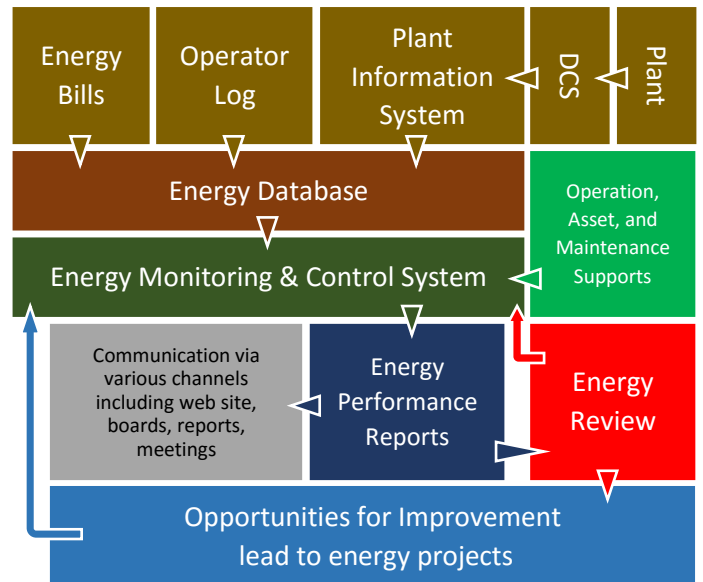 Energy
Bills
Operator
Log
Plant
Information
System
DCS
Plant
Energy Database
Operation,
Asset, and
Maintenance
Supports
Energy Monitoring & Control System
Communication via
various channels
including web site,
boards, reports,
meetings
Energy
Performance
Reports
Energy
Review
Opportunities for Improvement
lead to energy projects